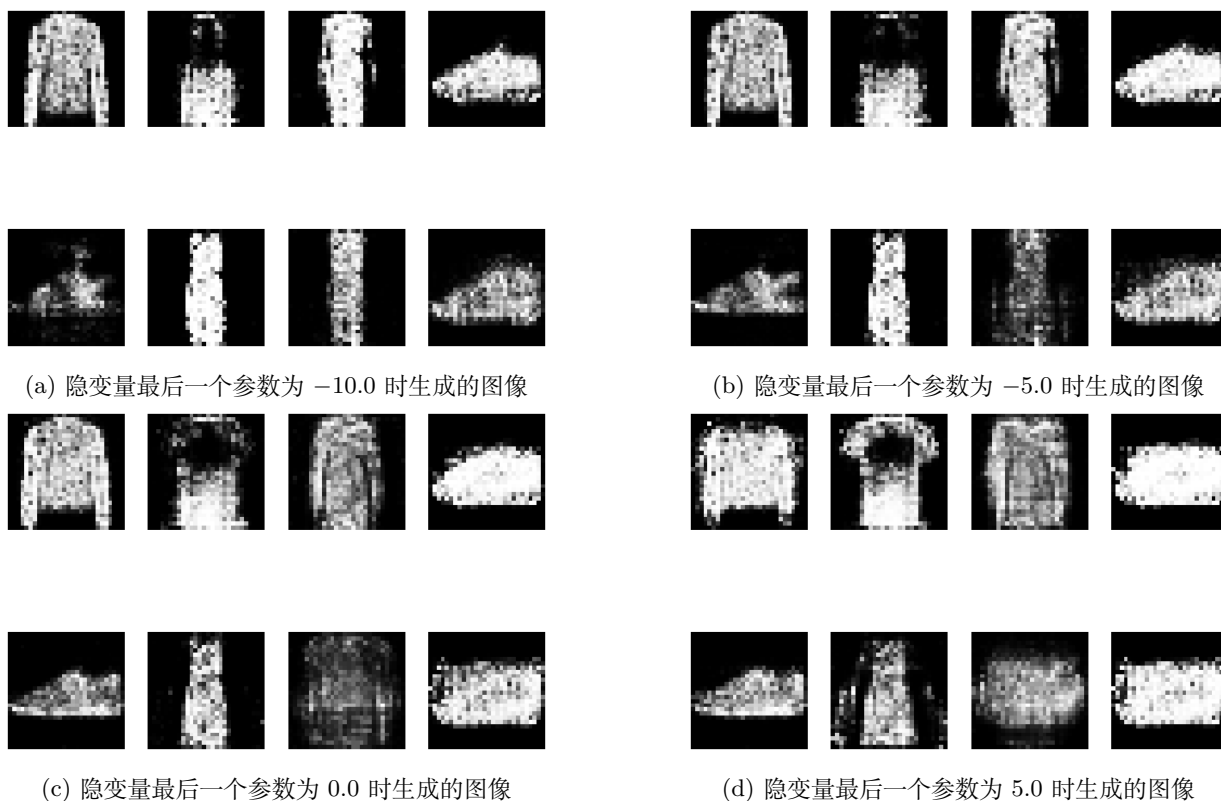 (a) 隐变量最后一个参数为 −10.0 时生成的图像
(b) 隐变量最后一个参数为 −5.0 时生成的图像
(c) 隐变量最后一个参数为 0.0 时生成的图像
(d) 隐变量最后一个参数为 5.0 时生成的图像